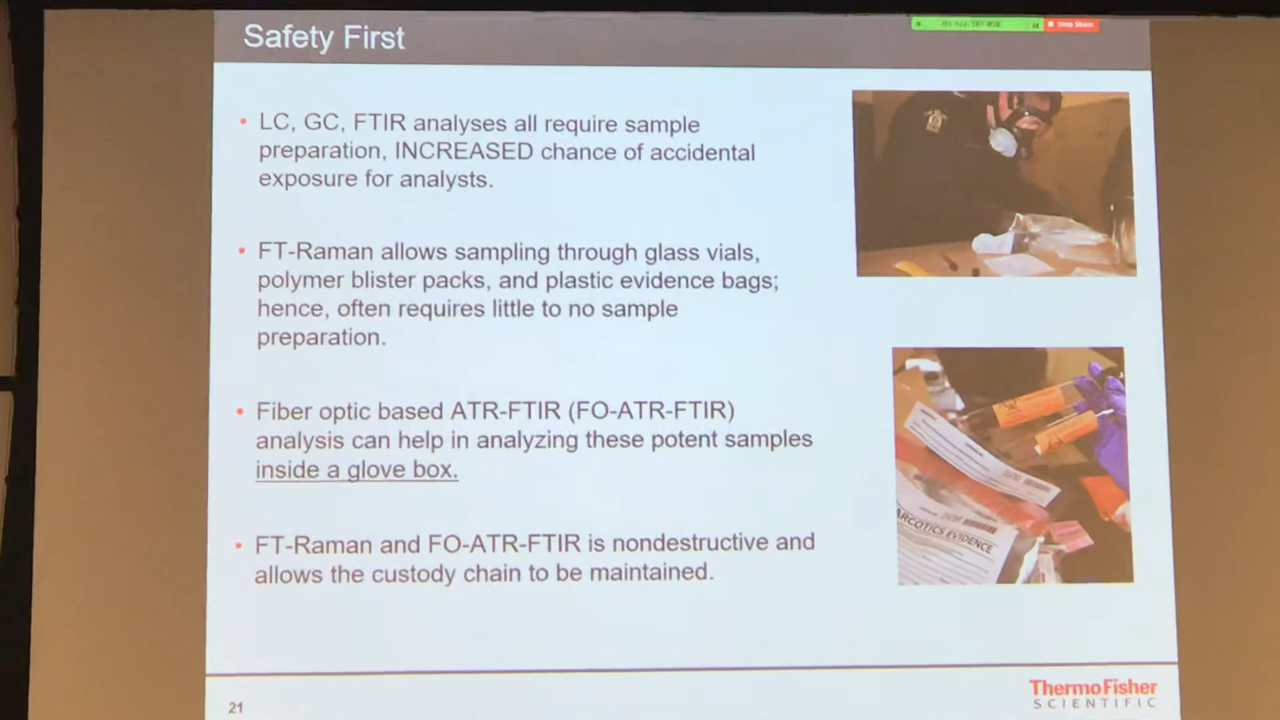 Safety First
Stop Share
• LC, GC, FTIR analyses all require sample
preparation, INCREASED chance of accidental
exposure for analysts.
• FT-Raman allows sampling through glass vials,
polymer blister packs, and plastic evidence bags;
hence, often requires little to no sample
preparation.
• Fiber optic based ATR-FTIR (FO-ATR-FTIR)
analysis can help in analyzing these potent samples
inside a glove box.
• FT-Raman and FO-ATR-FTIR is nondestructive and
allows the custody chain to be maintained.
ARCOTICS EVIDENCE
21
ThermoFisher
SCIENTIFIC